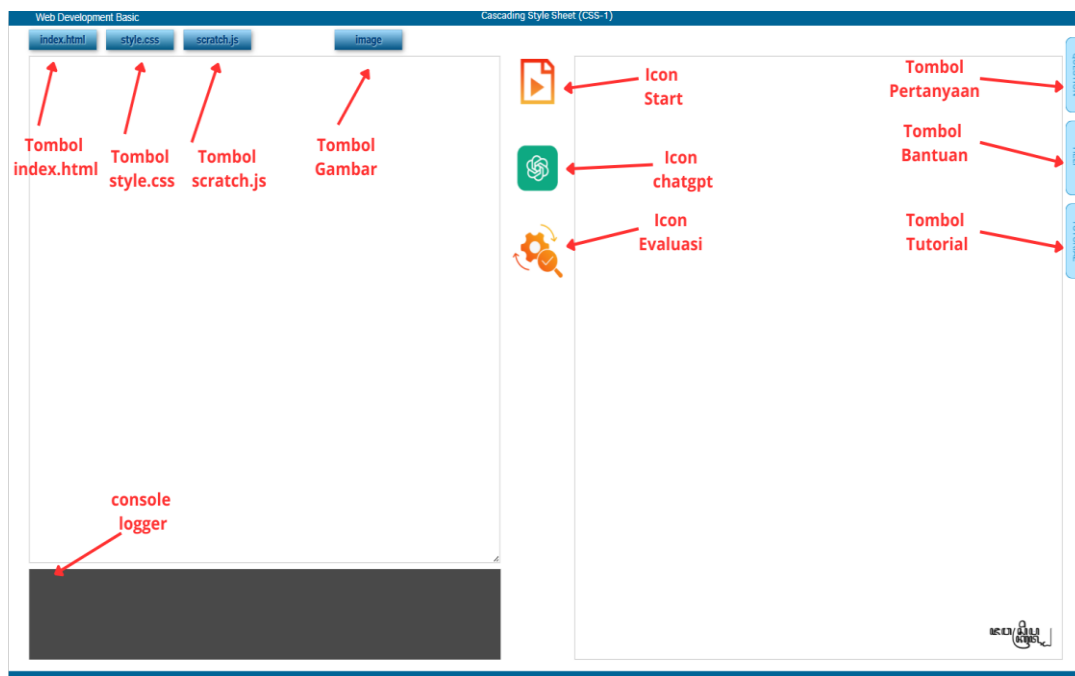 Web Development Basic
Cascading Style Sheet (CSS-1)
index.html
style.css
scratch.js
image
Icon
Start
Tombol
Pertanyaan
Tombol
index.html
Tombol
style.css
Tombol
scratch.js
Tombol
Gambar
Icon
chatgpt
Tombol
Bantuan
Icon
Evaluasi
Tombol
Tutorial
console
logger